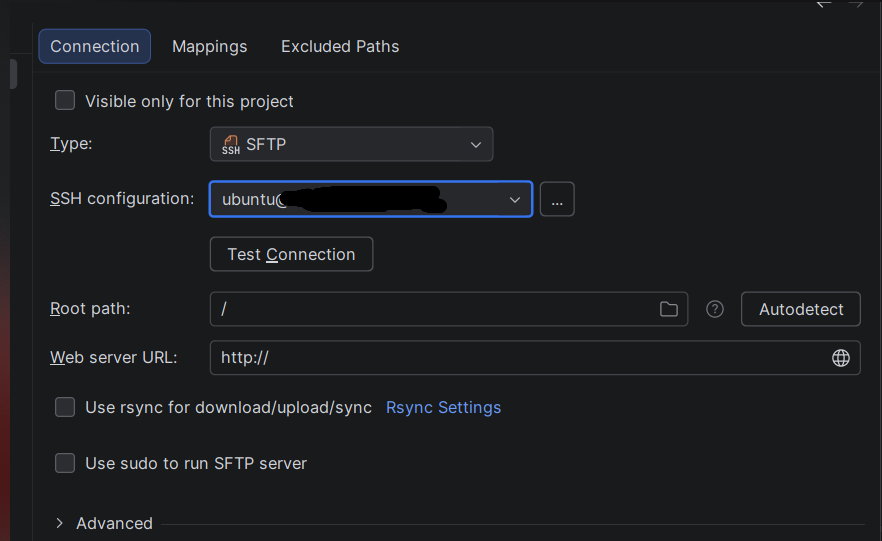 Connection Mappings Excluded Paths
Visible only for this project
Type: SSH SFTP
SSH configuration: ubuntu@ ...
Test Connection
Root path: / ? Autodetect
Web server URL: http://
Use rsync for download/upload/sync Rsync Settings
Use sudo to run SFTP server
Advanced